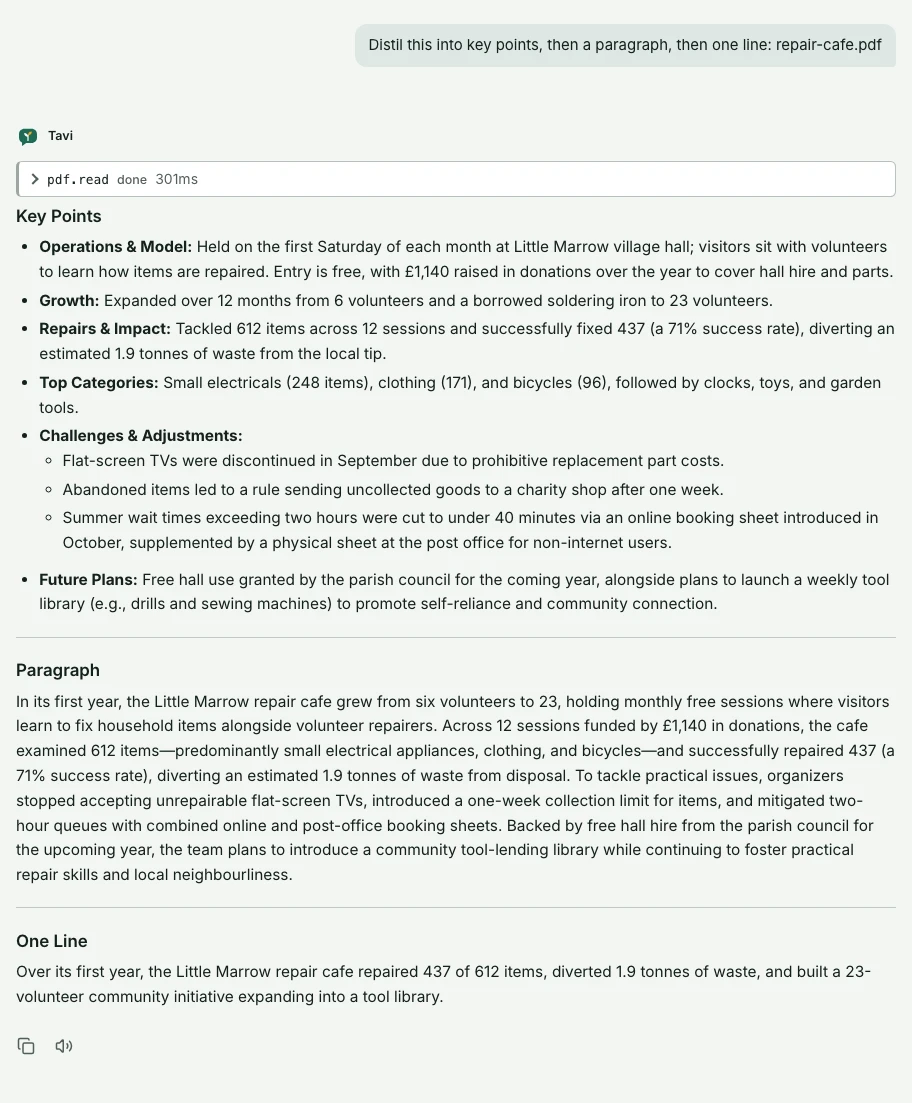 Distil this into key points, then a paragraph, then one line: repair-cafe.pdf
Tavi
pdf.read done 301ms
Key Points
• Operations & Model: Held on the first Saturday of each month at Little Marrow village hall; visitors sit with volunteers
to learn how items are repaired. Entry is free, with £1,140 raised in donations over the year to cover hall hire and parts.
• Growth: Expanded over 12 months from 6 volunteers and a borrowed soldering iron to 23 volunteers.
• Repairs & Impact: Tackled 612 items across 12 sessions and successfully fixed 437 (a 71% success rate), diverting an
estimated 1.9 tonnes of waste from the local tip.
• Top Categories: Small electricals (248 items), clothing (171), and bicycles (96), followed by clocks, toys, and garden
tools.
• Challenges & Adjustments:
◦ Flat-screen TVs were discontinued in September due to prohibitive replacement part costs.
◦ Abandoned items led to a rule sending uncollected goods to a charity shop after one week.
◦ Summer wait times exceeding two hours were cut to under 40 minutes via an online booking sheet introduced in
October, supplemented by a physical sheet at the post office for non-internet users.
• Future Plans: Free hall use granted by the parish council for the coming year, alongside plans to launch a weekly tool
library (e.g., drills and sewing machines) to promote self-reliance and community connection.
Paragraph
In its first year, the Little Marrow repair cafe grew from six volunteers to 23, holding monthly free sessions where visitors
learn to fix household items alongside volunteer repairers. Across 12 sessions funded by £1,140 in donations, the cafe
examined 612 items—predominantly small electrical appliances, clothing, and bicycles—and successfully repaired 437 (a
71% success rate), diverting an estimated 1.9 tonnes of waste from disposal. To tackle practical issues, organizers
stopped accepting unrepairable flat-screen TVs, introduced a one-week collection limit for items, and mitigated two-
hour queues with combined online and post-office booking sheets. Backed by free hall hire from the parish council for
the upcoming year, the team plans to introduce a community tool-lending library while continuing to foster practical
repair skills and local neighbourliness.
One Line
Over its first year, the Little Marrow repair cafe repaired 437 of 612 items, diverted 1.9 tonnes of waste, and built a 23-
volunteer community initiative expanding into a tool library.